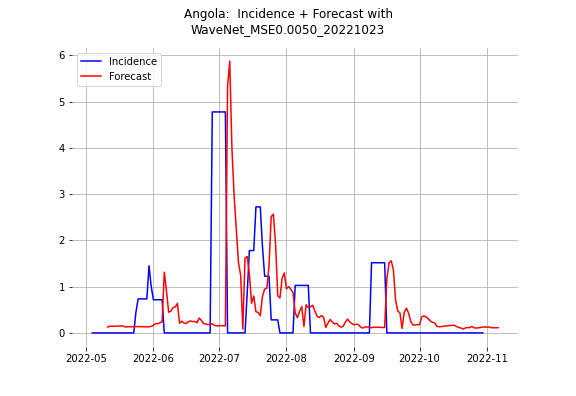 Angola:  Incidence + Forecast with
WaveNet_MSE0.0050_20221023
Incidence
Forecast
6
5
4
3
2
1
0
2022-05 2022-06 2022-07 2022-08 2022-09 2022-10 2022-11